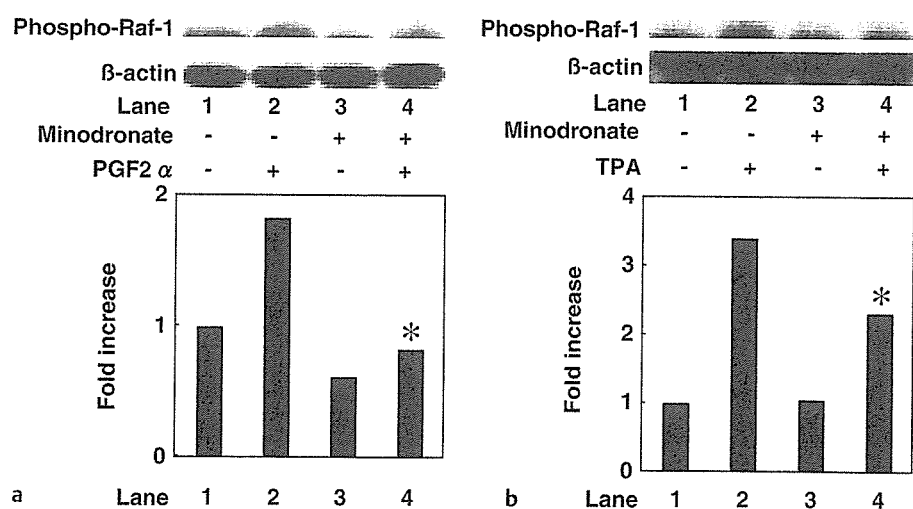 Phospho-Raf-1
ß-actin
Lane 1 2 3 4
Minodronate - - + +
PGF2 α - + - +
2
1
0
Fold increase
*
a Lane 1 2 3 4
Phospho-Raf-1
ß-actin
Lane 1 2 3 4
Minodronate - - + +
TPA - + - +
4
3
2
1
0
Fold increase
*
b Lane 1 2 3 4